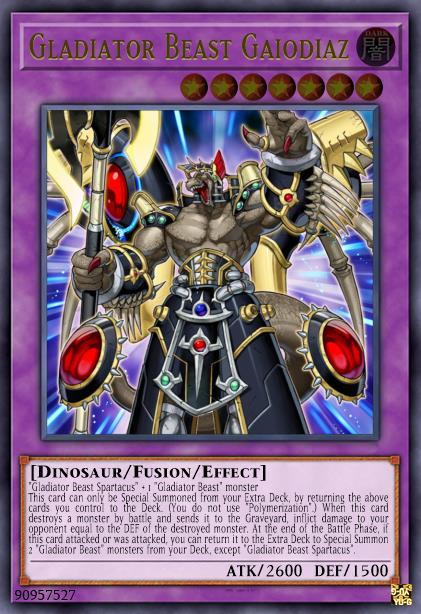 Gladiator Beast Gaiodiaz
DARK
闇
[Dinosaur/Fusion/Effect]
"Gladiator Beast Spartacus" + 1 "Gladiator Beast" monster
This card can only be Special Summoned from your Extra Deck, by returning the above
cards you control to the Deck. (You do not use "Polymerization".) When this card
destroys a monster by battle and sends it to the Graveyard, inflict damage to your
opponent equal to the DEF of the destroyed monster. At the end of the Battle Phase, if
this card attacked or was attacked, you can return it to the Extra Deck to Special Summon
2 "Gladiator Beast" monsters from your Deck, except "Gladiator Beast Spartacus".
ATK/2600 DEF/1500
90957527